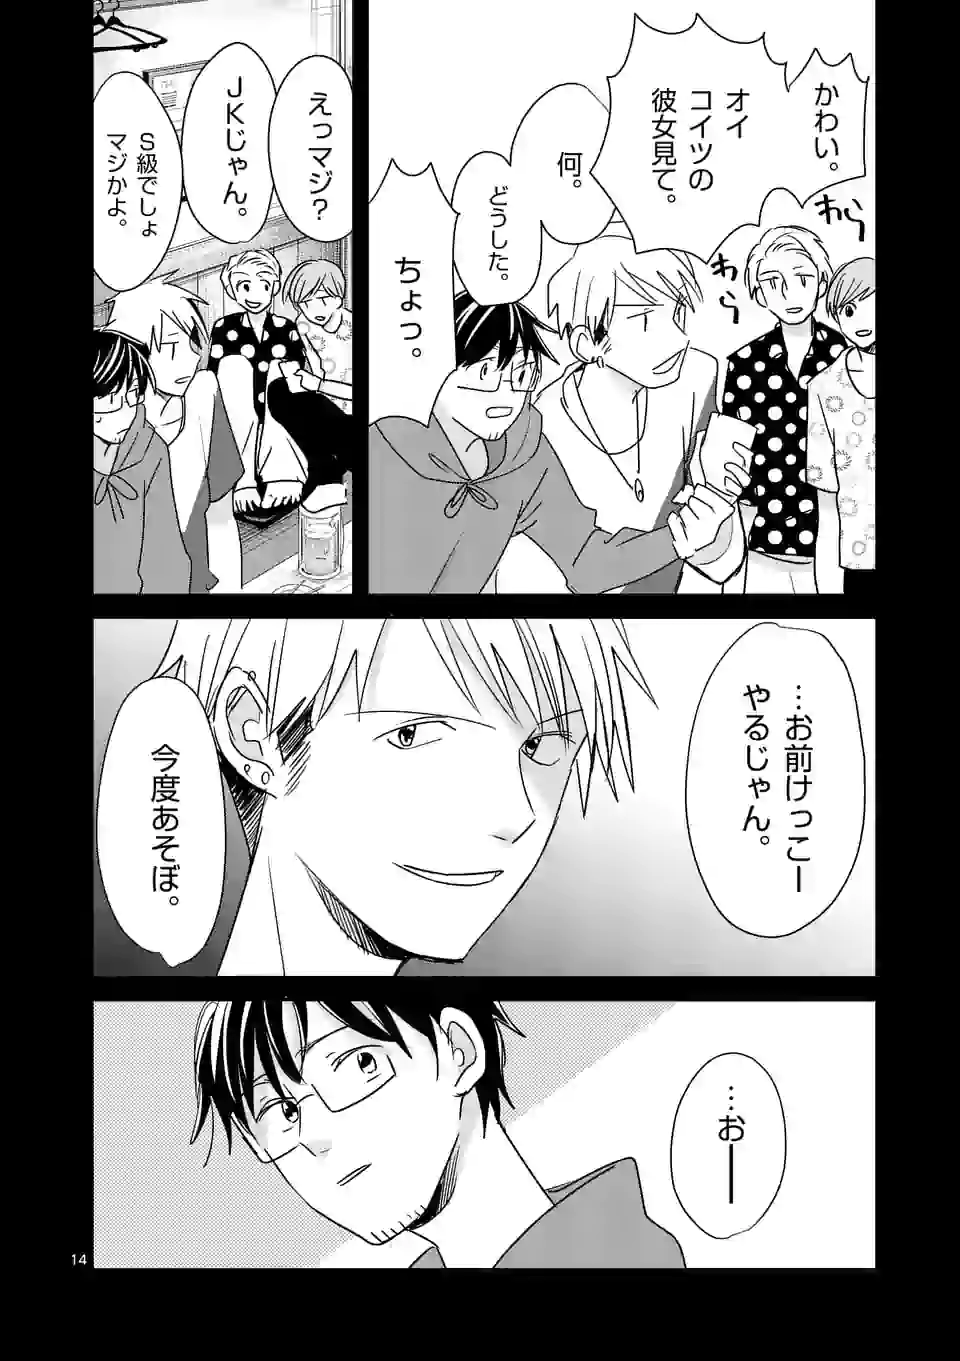 かわい。
オイ
コイツの
彼女見て。
わら
わら
何。
どうした。
ちょっ。
えっマジ?
JKじゃん。
S級でしょ
マジかよ。
…お前けっこー
やるじゃん。
今度あそぼ。
…おー
14